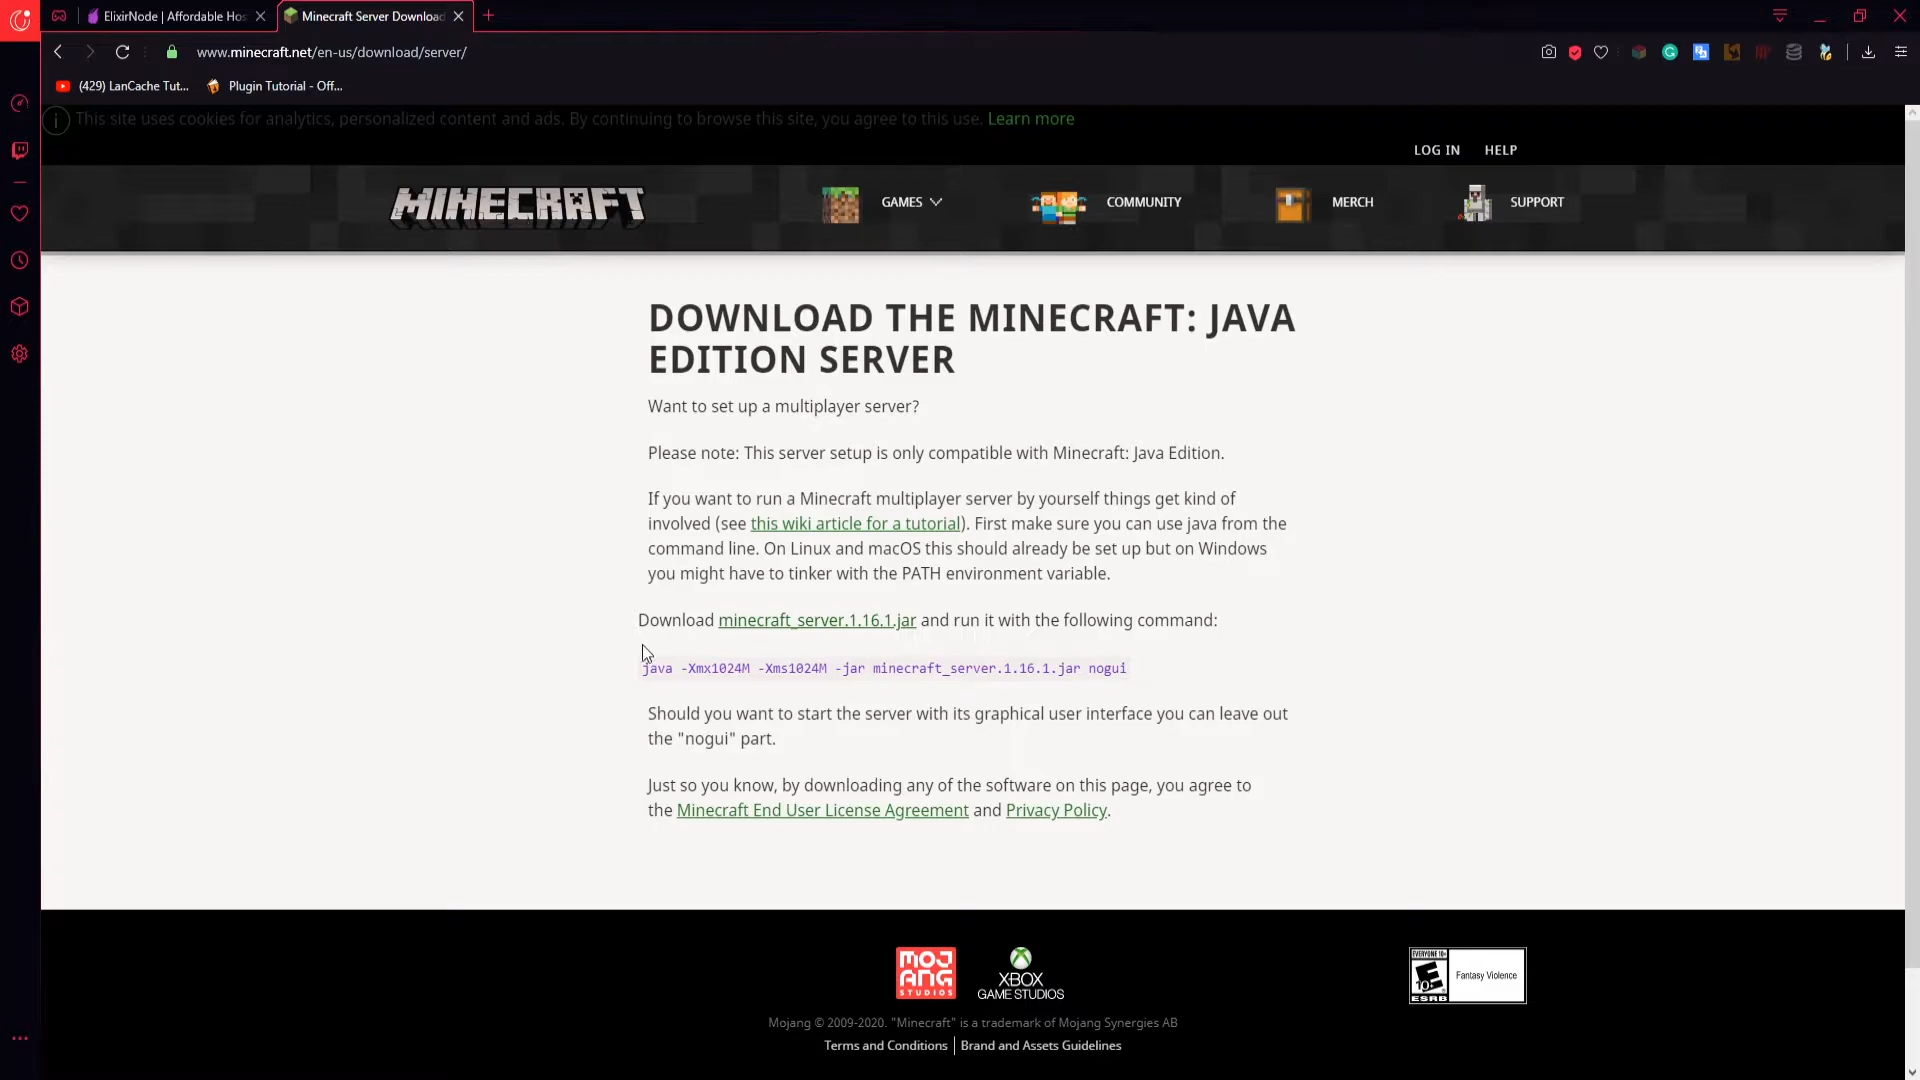 ElixirNode | Affordable Hos
Minecraft Server Download
www.minecraft.net/en-us/download/server/
(429) LanCache Tut...
Plugin Tutorial - Off...
This site uses cookies for analytics, personalized content and ads. By continuing to browse this site, you agree to this use. Learn more
LOG IN HELP
MINECRAFT
GAMES
COMMUNITY
MERCH
SUPPORT
DOWNLOAD THE MINECRAFT: JAVA
EDITION SERVER
Want to set up a multiplayer server?
Please note: This server setup is only compatible with Minecraft: Java Edition.
If you want to run a Minecraft multiplayer server by yourself things get kind of
involved (see this wiki article for a tutorial). First make sure you can use java from the
command line. On Linux and macOS this should already be set up but on Windows
you might have to tinker with the PATH environment variable.
Download minecraft_server.1.16.1.jar and run it with the following command:
java -Xmx1024M -Xms1024M -jar minecraft_server.1.16.1.jar nogui
Should you want to start the server with its graphical user interface you can leave out
the "nogui" part.
Just so you know, by downloading any of the software on this page, you agree to
the Minecraft End User License Agreement and Privacy Policy.
MOJANG STUDIOS
XBOX
GAME STUDIOS
EVERYONE 10+
E 10+
ESRB
Fantasy Violence
Mojang © 2009-2020. "Minecraft" is a trademark of Mojang Synergies AB
Terms and Conditions | Brand and Assets Guidelines